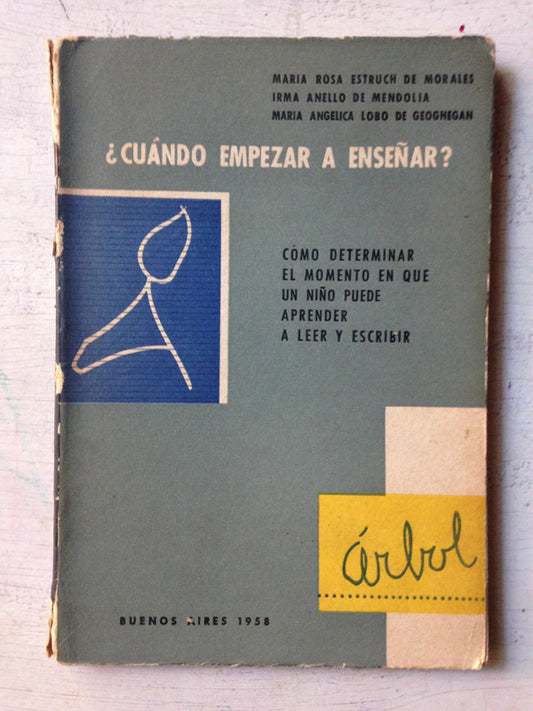 MARIA ROSA ESTRUCH DE MORALES
IRMA ANELLO DE MENDOLIA
MARIA ANGELICA LOBO DE GEOGHEGAN
¿CUÁNDO EMPEZAR A ENSEÑAR?
CÓMO DETERMINAR
EL MOMENTO EN QUE
UN NIÑO PUEDE
APRENDER
A LEER Y ESCRIBIR
árbol
BUENOS AIRES 1958